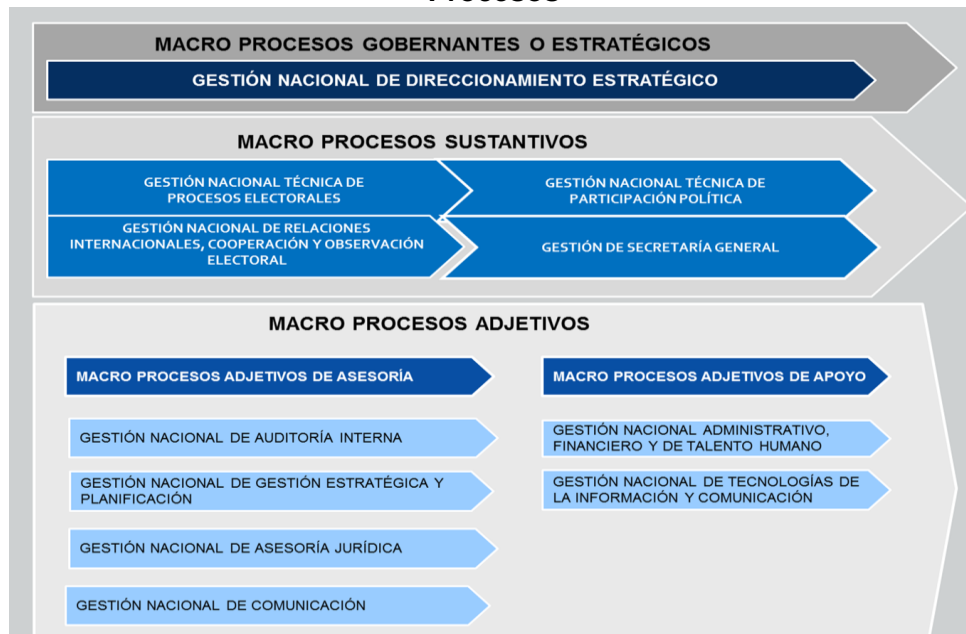 Procesos
MACRO PROCESOS GOBERNANTES O ESTRATÉGICOS
GESTIÓN NACIONAL DE DIRECCIONAMIENTO ESTRATÉGICO
MACRO PROCESOS SUSTANTIVOS
GESTIÓN NACIONAL TÉCNICA DE
PROCESOS ELECTORALES
GESTIÓN NACIONAL TÉCNICA DE
PARTICIPACIÓN POLÍTICA
GESTIÓN NACIONAL DE RELACIONES
INTERNACIONALES, COOPERACIÓN Y OBSERVACIÓN
ELECTORAL
GESTIÓN DE SECRETARÍA GENERAL
MACRO PROCESOS ADJETIVOS
MACRO PROCESOS ADJETIVOS DE ASESORÍA
GESTIÓN NACIONAL DE AUDITORÍA INTERNA
GESTIÓN NACIONAL DE GESTIÓN ESTRATÉGICA Y
PLANIFICACIÓN
GESTIÓN NACIONAL DE ASESORÍA JURÍDICA
GESTIÓN NACIONAL DE COMUNICACIÓN
MACRO PROCESOS ADJETIVOS DE APOYO
GESTIÓN NACIONAL ADMINISTRATIVO,
FINANCIERO Y DE TALENTO HUMANO
GESTIÓN NACIONAL DE TECNOLOGÍAS DE
LA INFORMACIÓN Y COMUNICACIÓN